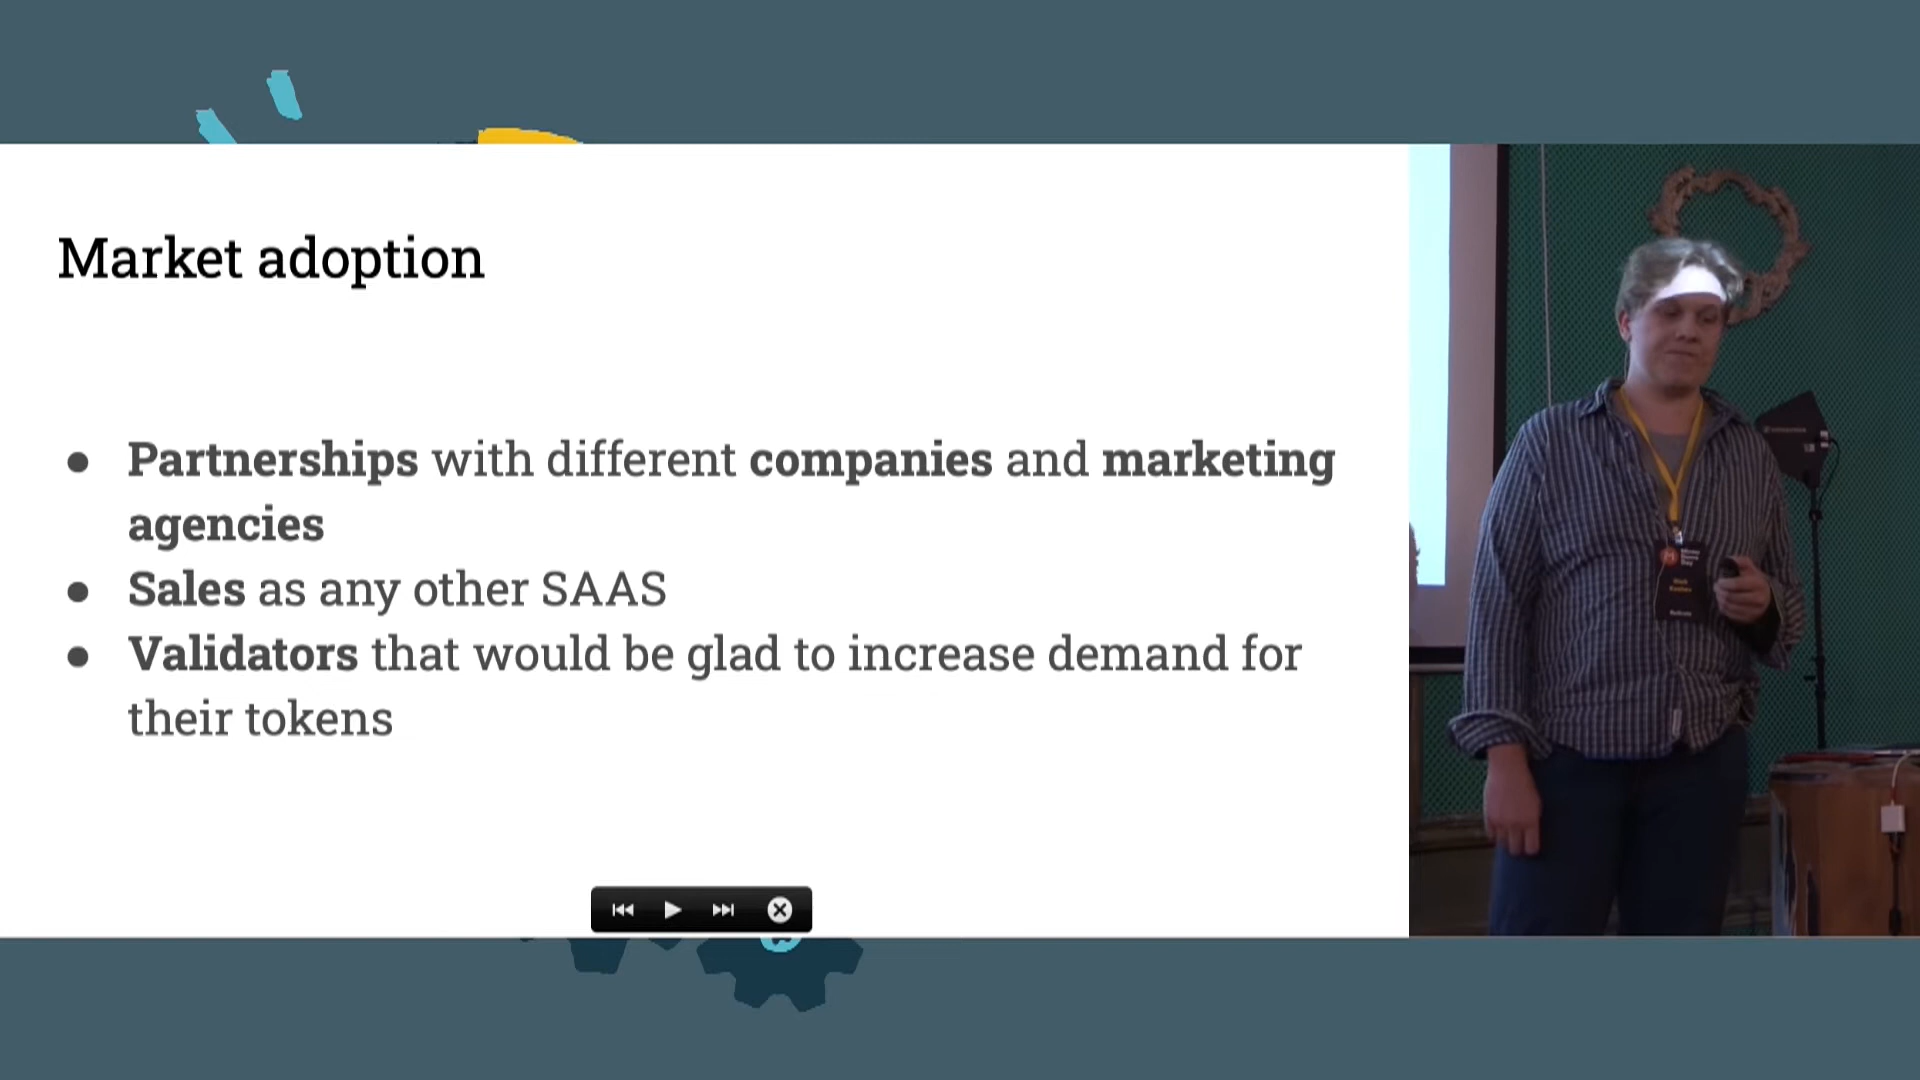 Market adoption
● Partnerships with different companies and marketing
agencies
● Sales as any other SAAS
● Validators that would be glad to increase demand for
their tokens